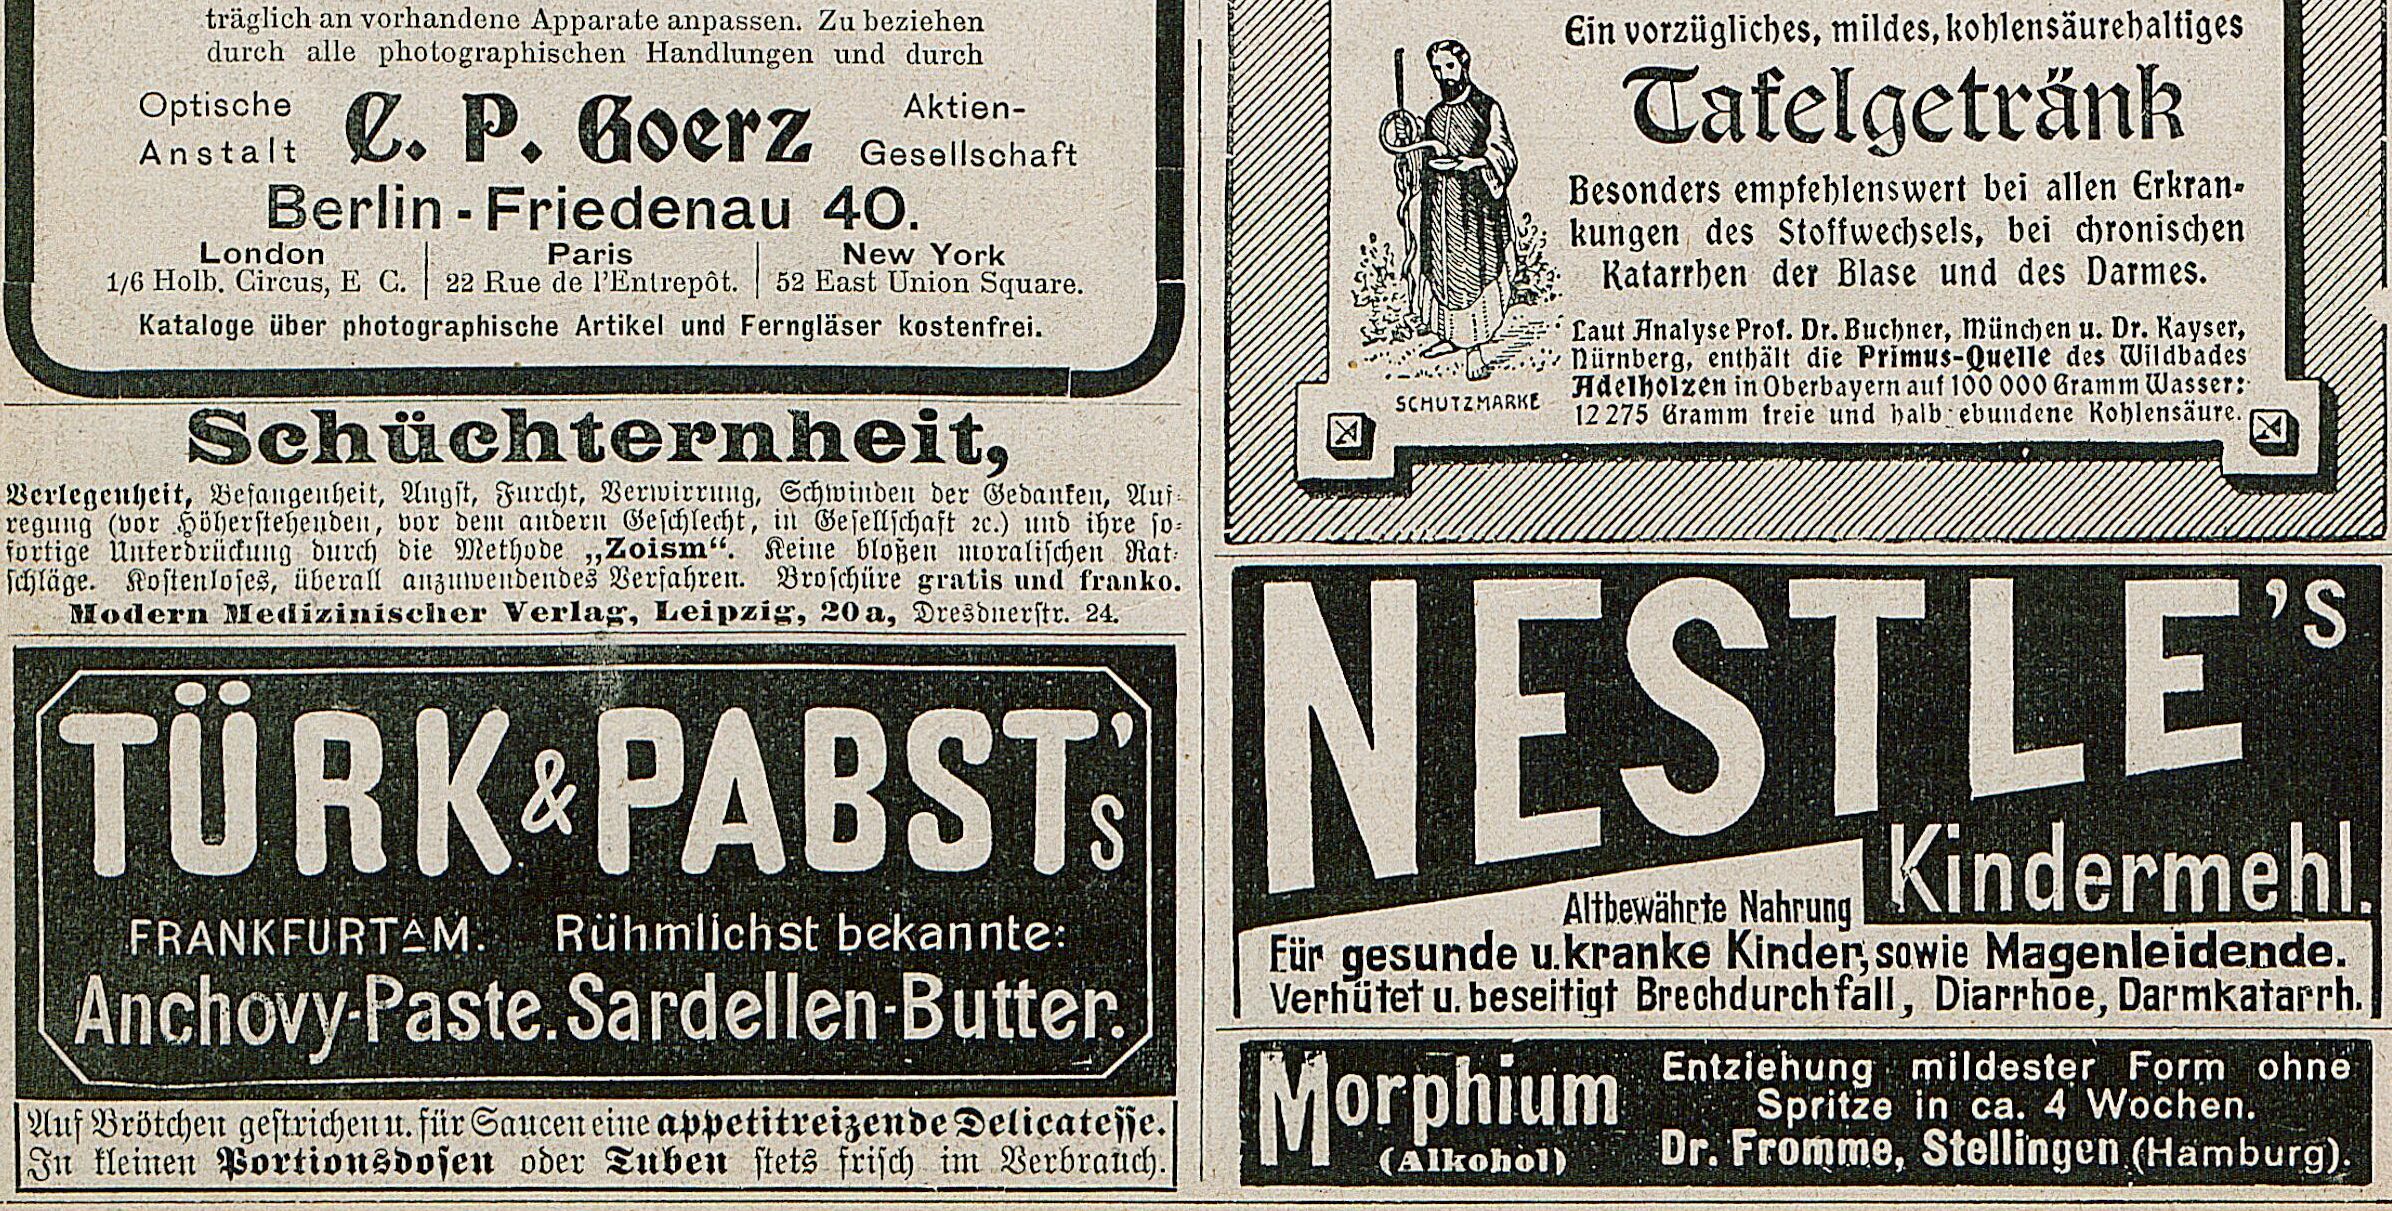 träglich an vorhandene Apparate anpassen. Zu beziehen
durch alle photographischen Handlungen und durch
Optische Anstalt C. P. Goerz Aktien-Gesellschaft
Berlin-Friedenau 40.
London | Paris | New York
1/6 Holb. Circus, E C. | 22 Rue de l'Entrepôt. | 52 East Union Square.
Kataloge über photographische Artikel und Ferngläser kostenfrei.
Schüchternheit,
Verlegenheit, Befangenheit, Angst, Furcht, Verwirrung, Schwinden der Gedanken, Auf-
regung (vor Höherstehenden, vor dem andern Geschlecht, in Gesellschaft ꝛc.) und ihre so-
fortige Unterdrückung durch die Methode „Zoism“. Keine bloßen moralischen Rat-
schläge. Kostenloses, überall anzuwendendes Verfahren. Broschüre gratis und franko.
Modern Medizinischer Verlag, Leipzig, 20a, Dresdnerstr. 24.
TÜRK & PABST's
FRANKFURT A M. Rühmlichst bekannte:
Anchovy-Paste. Sardellen-Butter.
Auf Brötchen gestrichen u. für Saucen eine appetitreizende Delicatesse.
In kleinen Portionsdosen oder Tuben stets frisch im Verbrauch.
Ein vorzügliches, mildes, kohlensäurehaltiges
Tafelgetränk
Besonders empfehlenswert bei allen Erkran-
kungen des Stoffwechsels, bei chronischen
Katarrhen der Blase und des Darmes.
Laut Analyse Prof. Dr. Buchner, München u. Dr. Kayser,
Nürnberg, enthält die Primus-Quelle des Wildbades
Adelholzen in Oberbayern auf 100 000 Gramm Wasser:
12 275 Gramm freie und halb ebundene Kohlensäure.
SCHUTZMARKE
NESTLE's
Kindermehl.
Altbewährte Nahrung
Für gesunde u. kranke Kinder, sowie Magenleidende.
Verhütet u. beseitigt Brechdurchfall, Diarrhoe, Darmkatarrh.
Morphium
(Alkohol)
Entziehung mildester Form ohne
Spritze in ca. 4 Wochen.
Dr. Fromme, Stellingen (Hamburg).